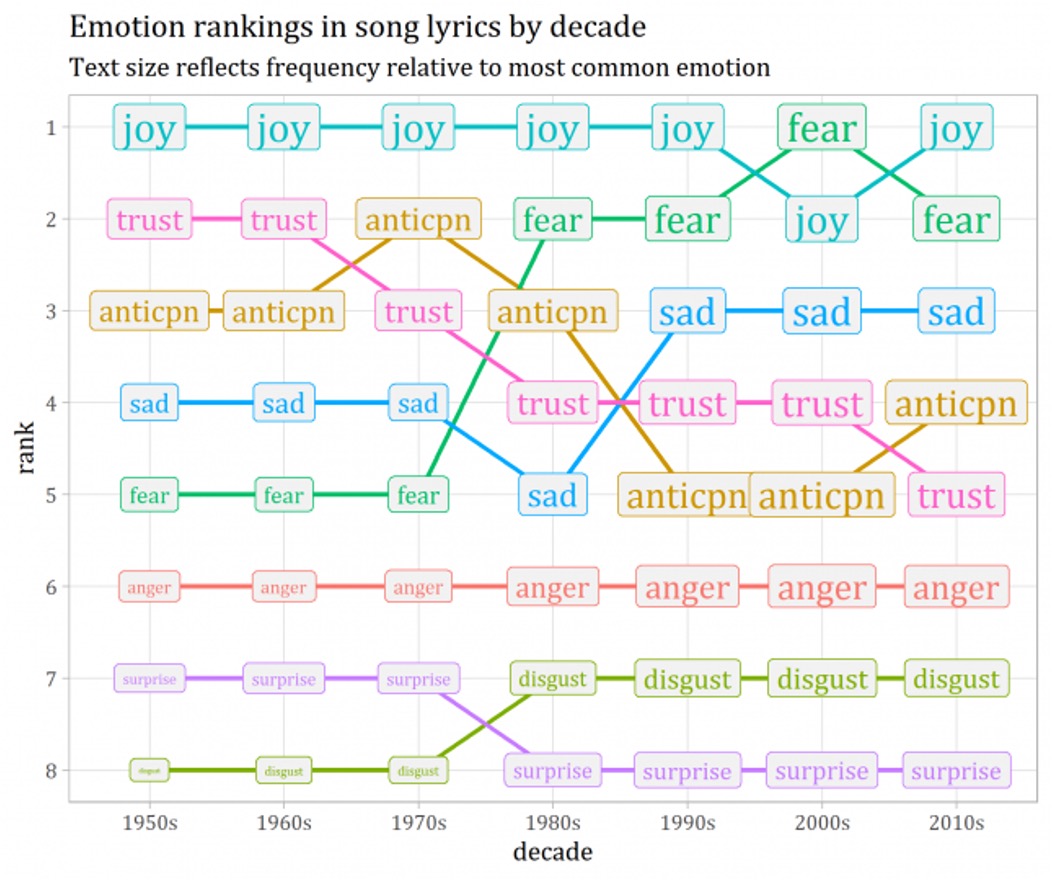 Emotion rankings in song lyrics by decade
Text size reflects frequency relative to most common emotion
1 joy joy joy joy joy fear joy
2 trust trust anticpn fear fear joy fear
3 anticpn anticpn trust anticpn sad sad sad
4 sad sad sad trust trust trust anticpn
rank
5 fear fear fear sad anticpn anticpn trust
6 anger anger anger anger anger anger anger
7 surprise surprise surprise disgust disgust disgust disgust
8 disgust disgust disgust surprise surprise surprise surprise
1950s 1960s 1970s 1980s 1990s 2000s 2010s
decade